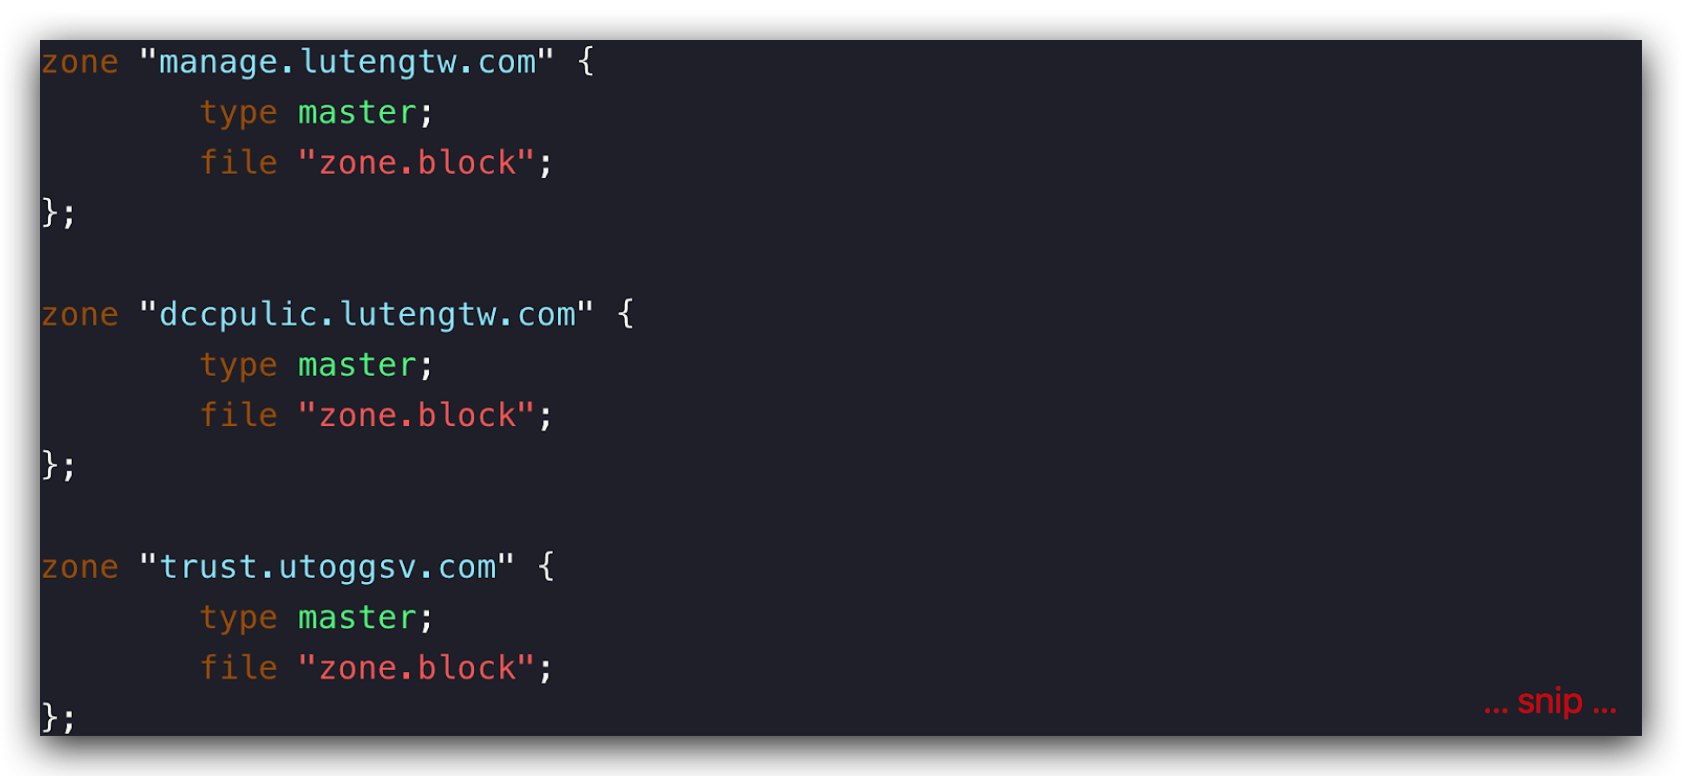 zone "manage.lutengtw.com" {
type master;
file "zone.block";
};
zone "dccpulic.lutengtw.com" {
type master;
file "zone.block";
};
zone "trust.utoggsv.com" {
type master;
file "zone.block";
};
... snip ...